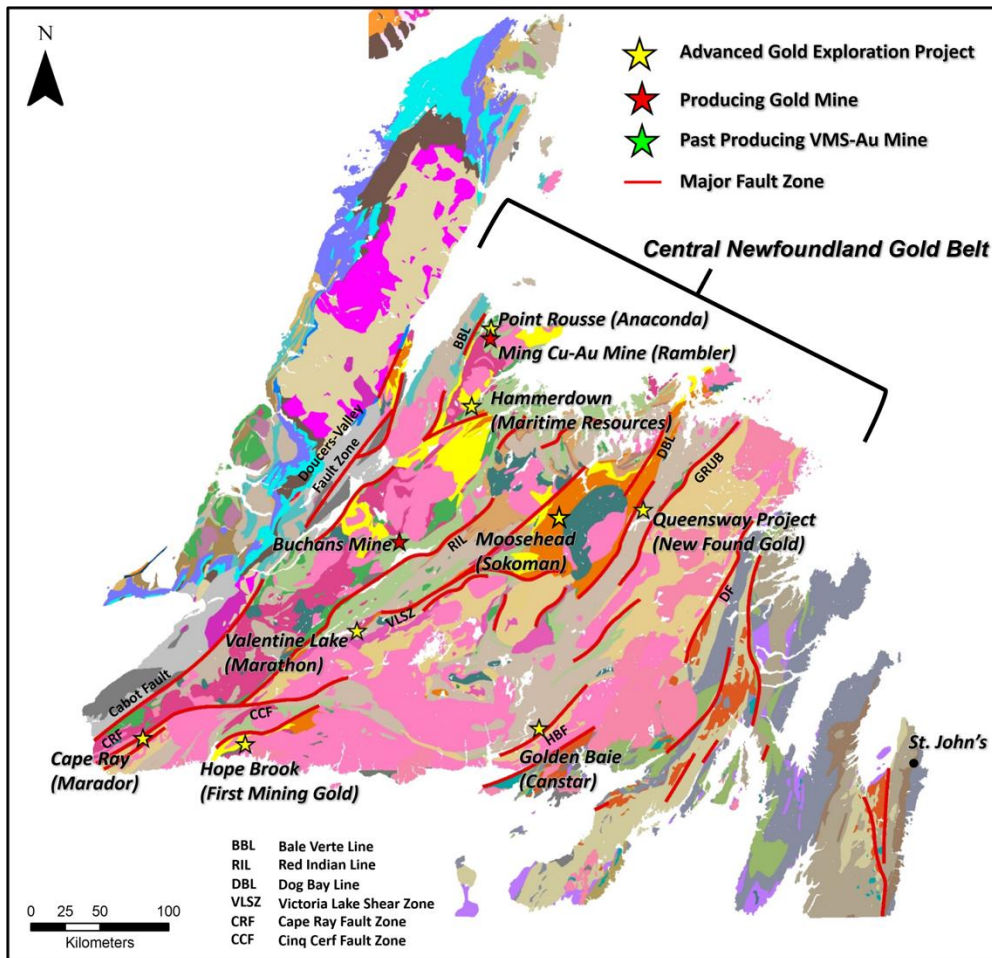 N
Advanced Gold Exploration Project
Producing Gold Mine
Past Producing VMS-Au Mine
Major Fault Zone
Central Newfoundland Gold Belt
BBL
Point Rousse (Anaconda)
Ming Cu-Au Mine (Rambler)
Hammerdown
(Maritime Resources)
Doucers-Valley
Fault Zone
DBL
GRUB
Buchans Mine
RIL
Moosehead
(Sokoman)
Queensway Project
(New Found Gold)
DF
VLSZ
Valentine Lake
(Marathon)
Cabot Fault
CCF
CRF
HBF
Cape Ray
(Marador)
Hope Brook
(First Mining Gold)
Golden Baie
(Canstar)
St. John's
BBL Bale Verte Line
RIL Red Indian Line
DBL Dog Bay Line
VLSZ Victoria Lake Shear Zone
CRF Cape Ray Fault Zone
CCF Cinq Cerf Fault Zone
0 25 50 100
Kilometers